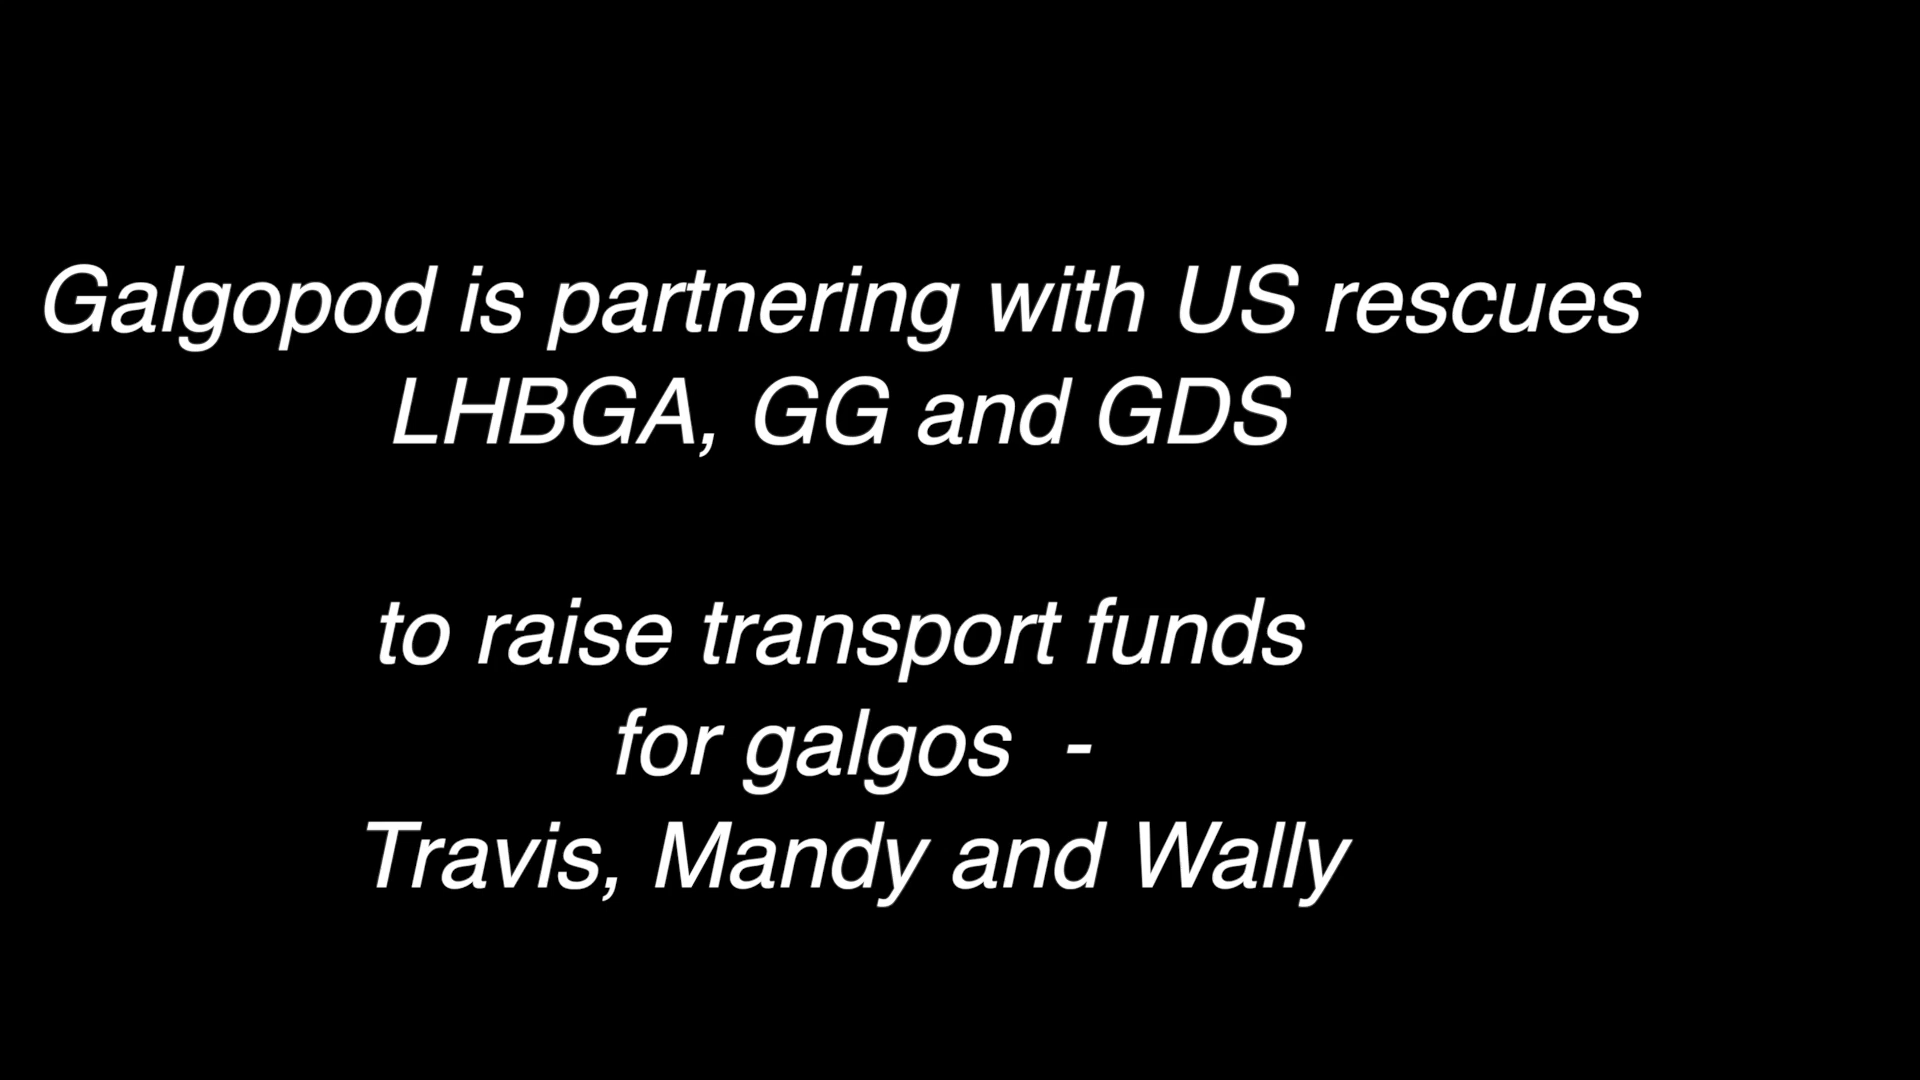 Galgopod is partnering with US rescues
LHBGA, GG and GDS
to raise transport funds
for galgos  -
Travis, Mandy and Wally